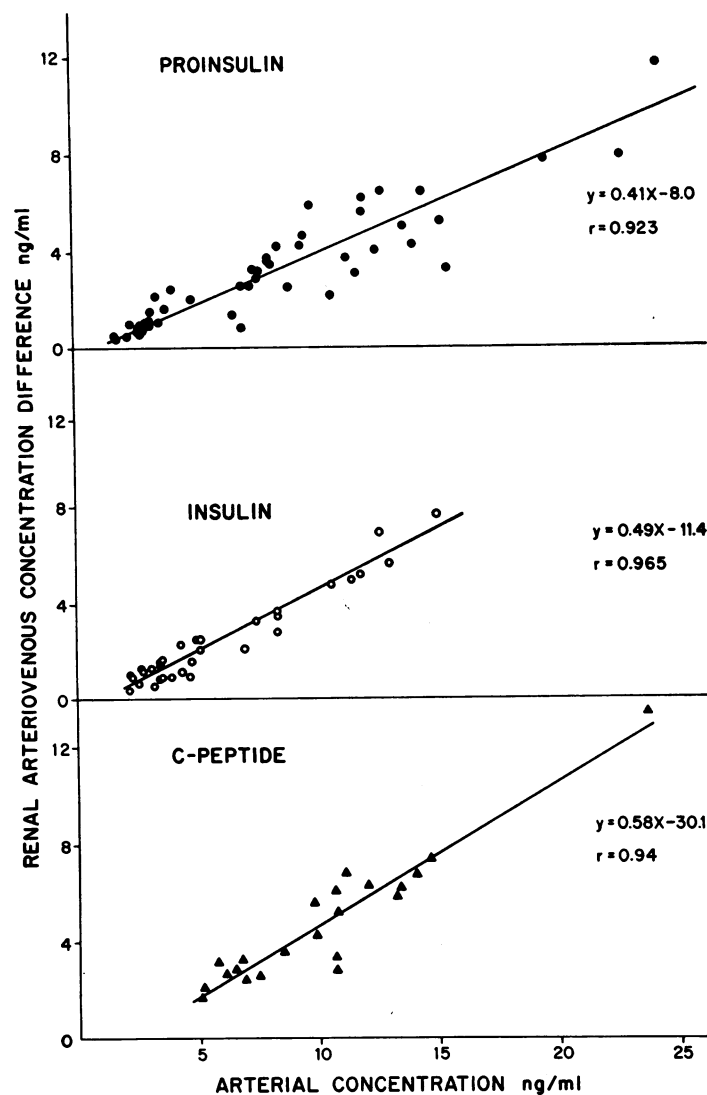 RENAL ARTERIOVENOUS CONCENTRATION DIFFERENCE ng/ml
12
PROINSULIN
8
y = 0.41X-8.0
r = 0.923
4
0
12
8
INSULIN
y = 0.49X-11.4
r = 0.965
4
0
12
C-PEPTIDE
8
y = 0.58X-30.1
r = 0.94
4
0
5 10 15 20 25
ARTERIAL CONCENTRATION ng/ml